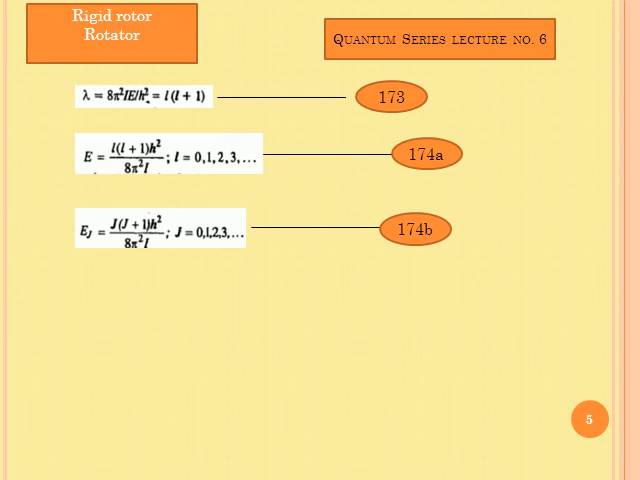 Rigid rotor
Rotator
QUANTUM SERIES LECTURE NO. 6
λ = 8π²IE/h² = l(l + 1)
173
E = l(l + 1)h² / 8π²I ; l = 0,1,2,3,...
174a
E_J = J(J + 1)h² / 8π²I ; J = 0,1,2,3,...
174b
5